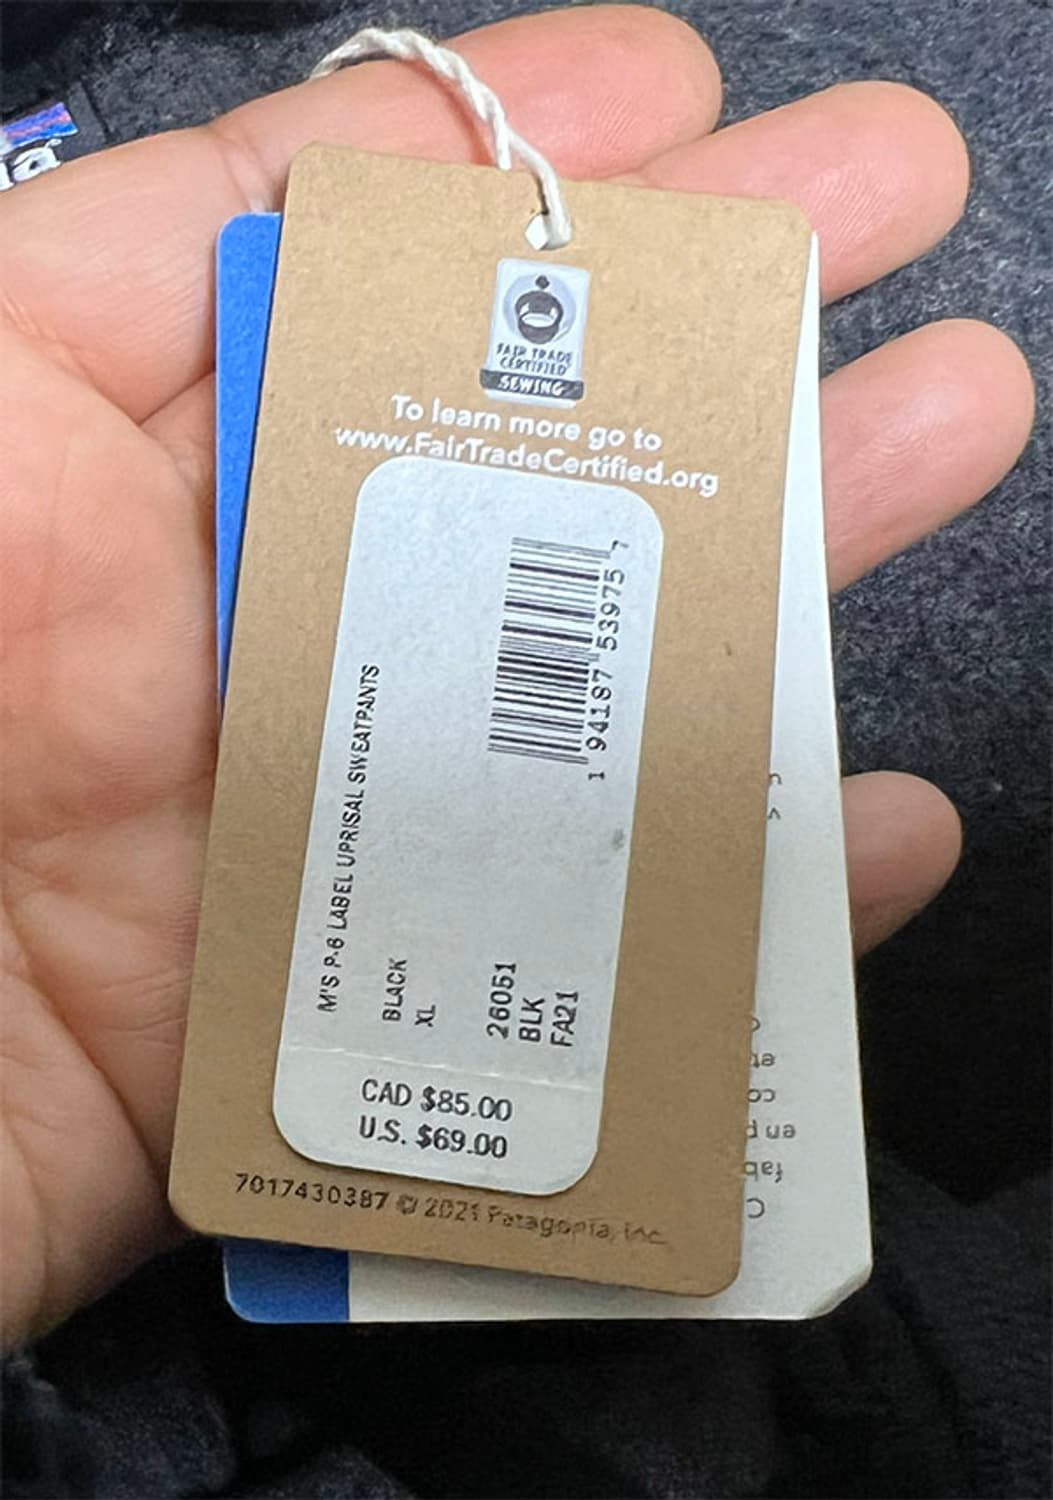 FAIR TRADE
CERTIFIED
SEWING
To learn more go to
www.FairTradeCertified.org
M'S P-6 LABEL UPRISAL SWEATPANTS
BLACK
XL
1 94187 53975 7
26051
BLK
FA21
CAD $85.00
U.S. $69.00
7017430387 © 2021 Patagonia, Inc.